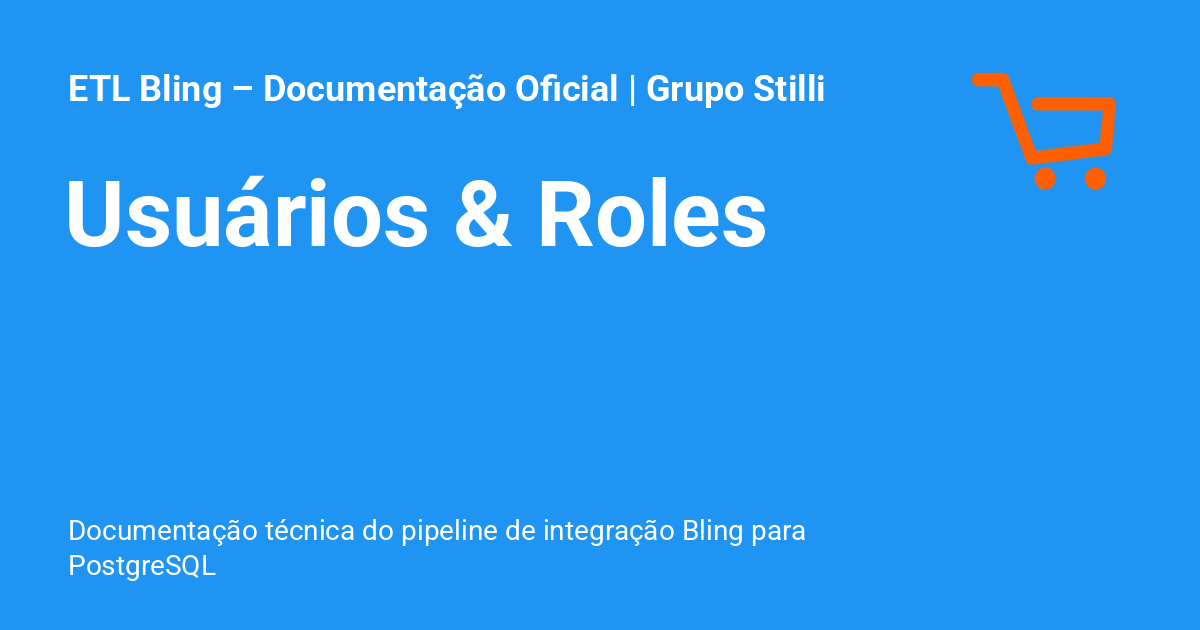 ETL Bling – Documentação Oficial | Grupo Stilli
Usuários & Roles
Documentação técnica do pipeline de integração Bling para
PostgreSQL